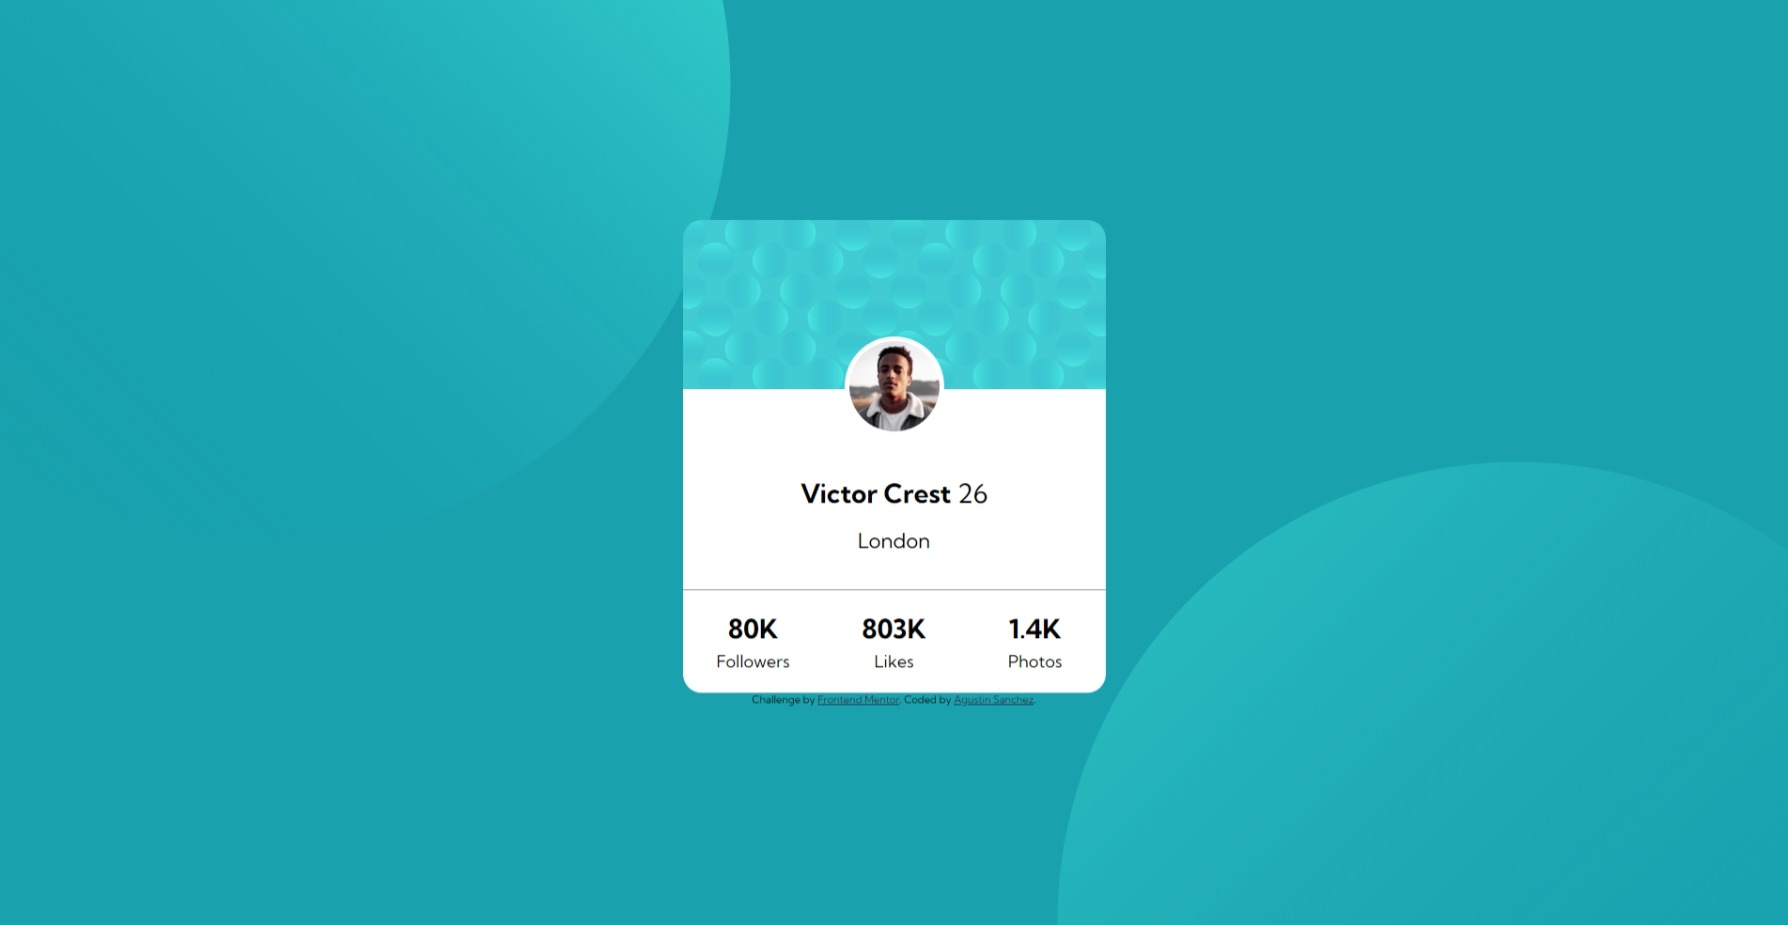 Victor Crest 26
London
80K 803K 1.4K
Followers Likes Photos
Challenge by Frontend Mentor. Coded by Agustin Sanchez.